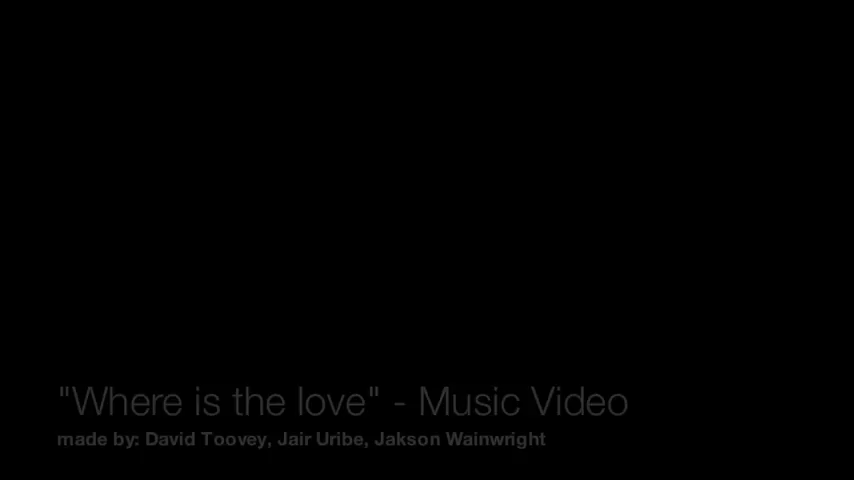 "Where is the love" - Music Video
made by: David Toovey, Jair Uribe, Jakson Wainwright